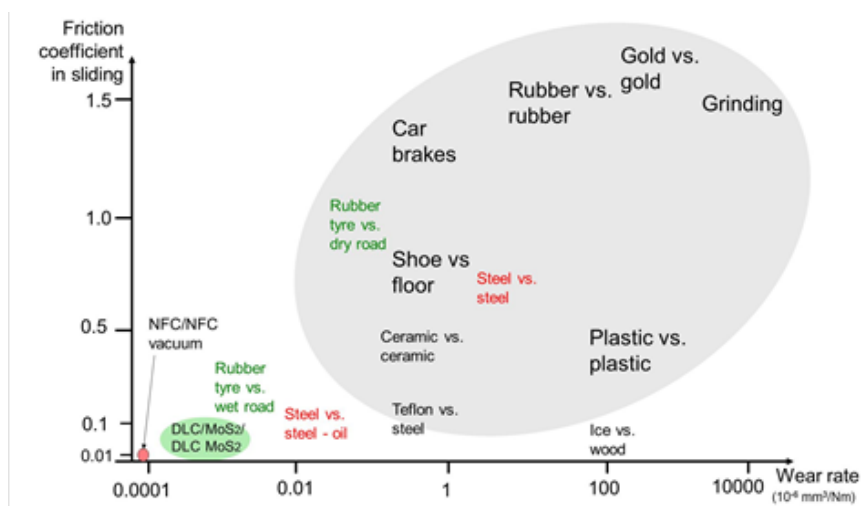 Friction
coefficient
in sliding
1.5
1.0
0.5
0.1
0.01
Gold vs.
gold
Rubber vs.
rubber
Grinding
Car
brakes
Rubber
tyre vs.
dry road
Shoe vs
floor
Steel vs.
steel
NFC/NFC
vacuum
Ceramic vs.
ceramic
Plastic vs.
plastic
Rubber
tyre vs.
wet road
Steel vs.
steel - oil
Teflon vs.
steel
DLC/MoS₂/
DLC MoS₂
Ice vs.
wood
0.0001
0.01
1
100
10000
Wear rate
(10⁻⁶ mm³/Nm)